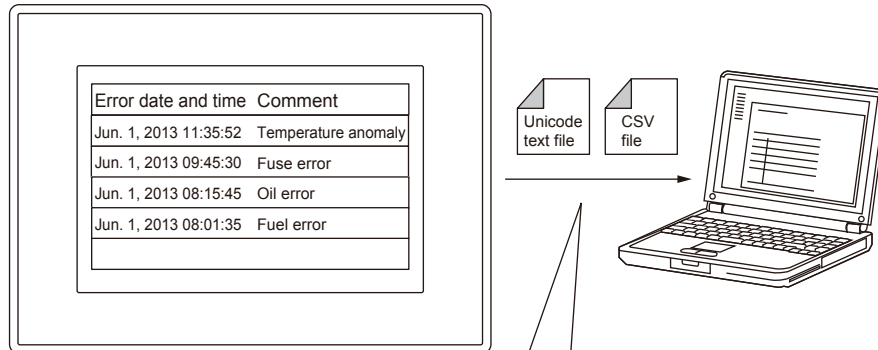 Error date and time Comment
Jun. 1, 2013 11:35:52 Temperature anomaly
Jun. 1, 2013 09:45:30 Fuse error
Jun. 1, 2013 08:15:45 Oil error
Jun. 1, 2013 08:01:35 Fuel error
Unicode
text file
CSV
file